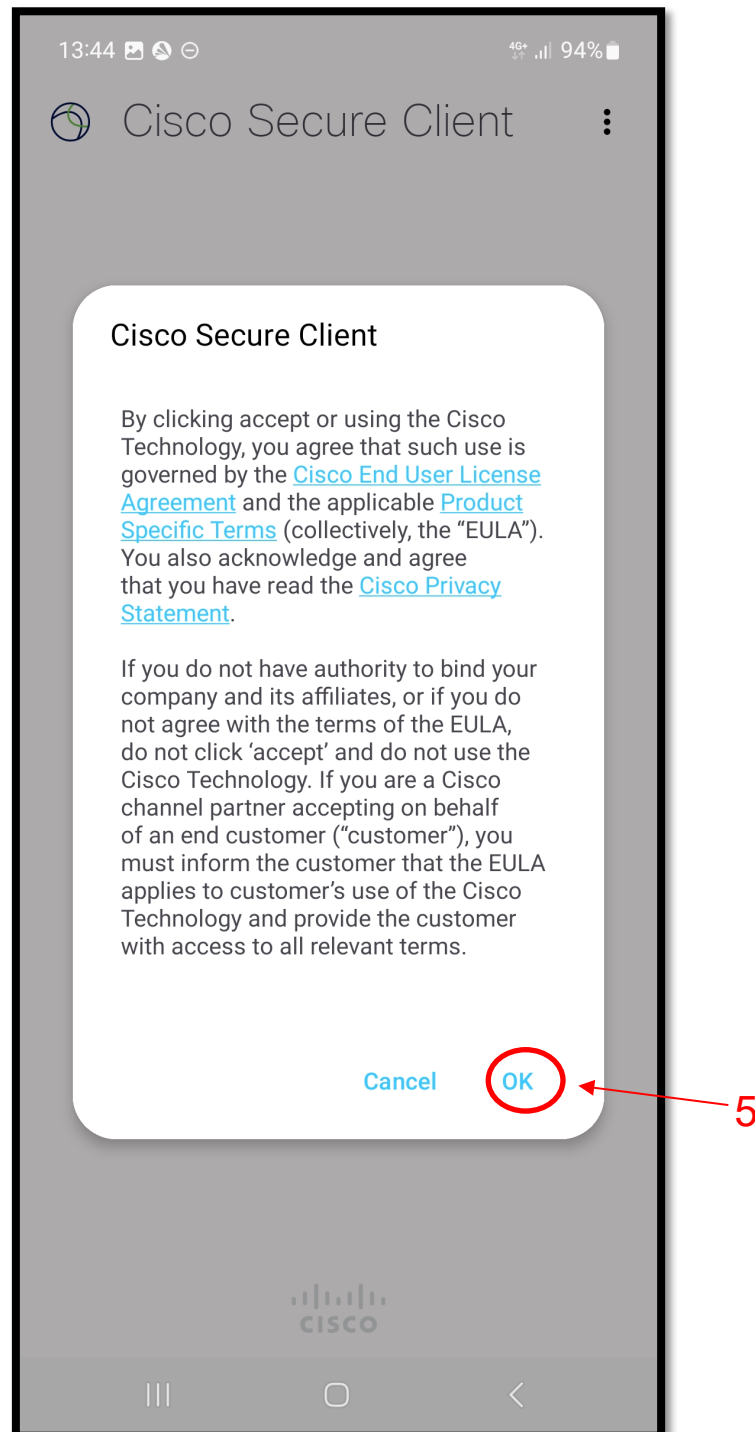 13:44 4G+ 94%
Cisco Secure Client
Cisco Secure Client
By clicking accept or using the Cisco
Technology, you agree that such use is
governed by the Cisco End User License
Agreement and the applicable Product
Specific Terms (collectively, the “EULA”).
You also acknowledge and agree
that you have read the Cisco Privacy
Statement.
If you do not have authority to bind your
company and its affiliates, or if you do
not agree with the terms of the EULA,
do not click ‘accept’ and do not use the
Cisco Technology. If you are a Cisco
channel partner accepting on behalf
of an end customer (“customer”), you
must inform the customer that the EULA
applies to customer’s use of the Cisco
Technology and provide the customer
with access to all relevant terms.
Cancel OK
5
CISCO